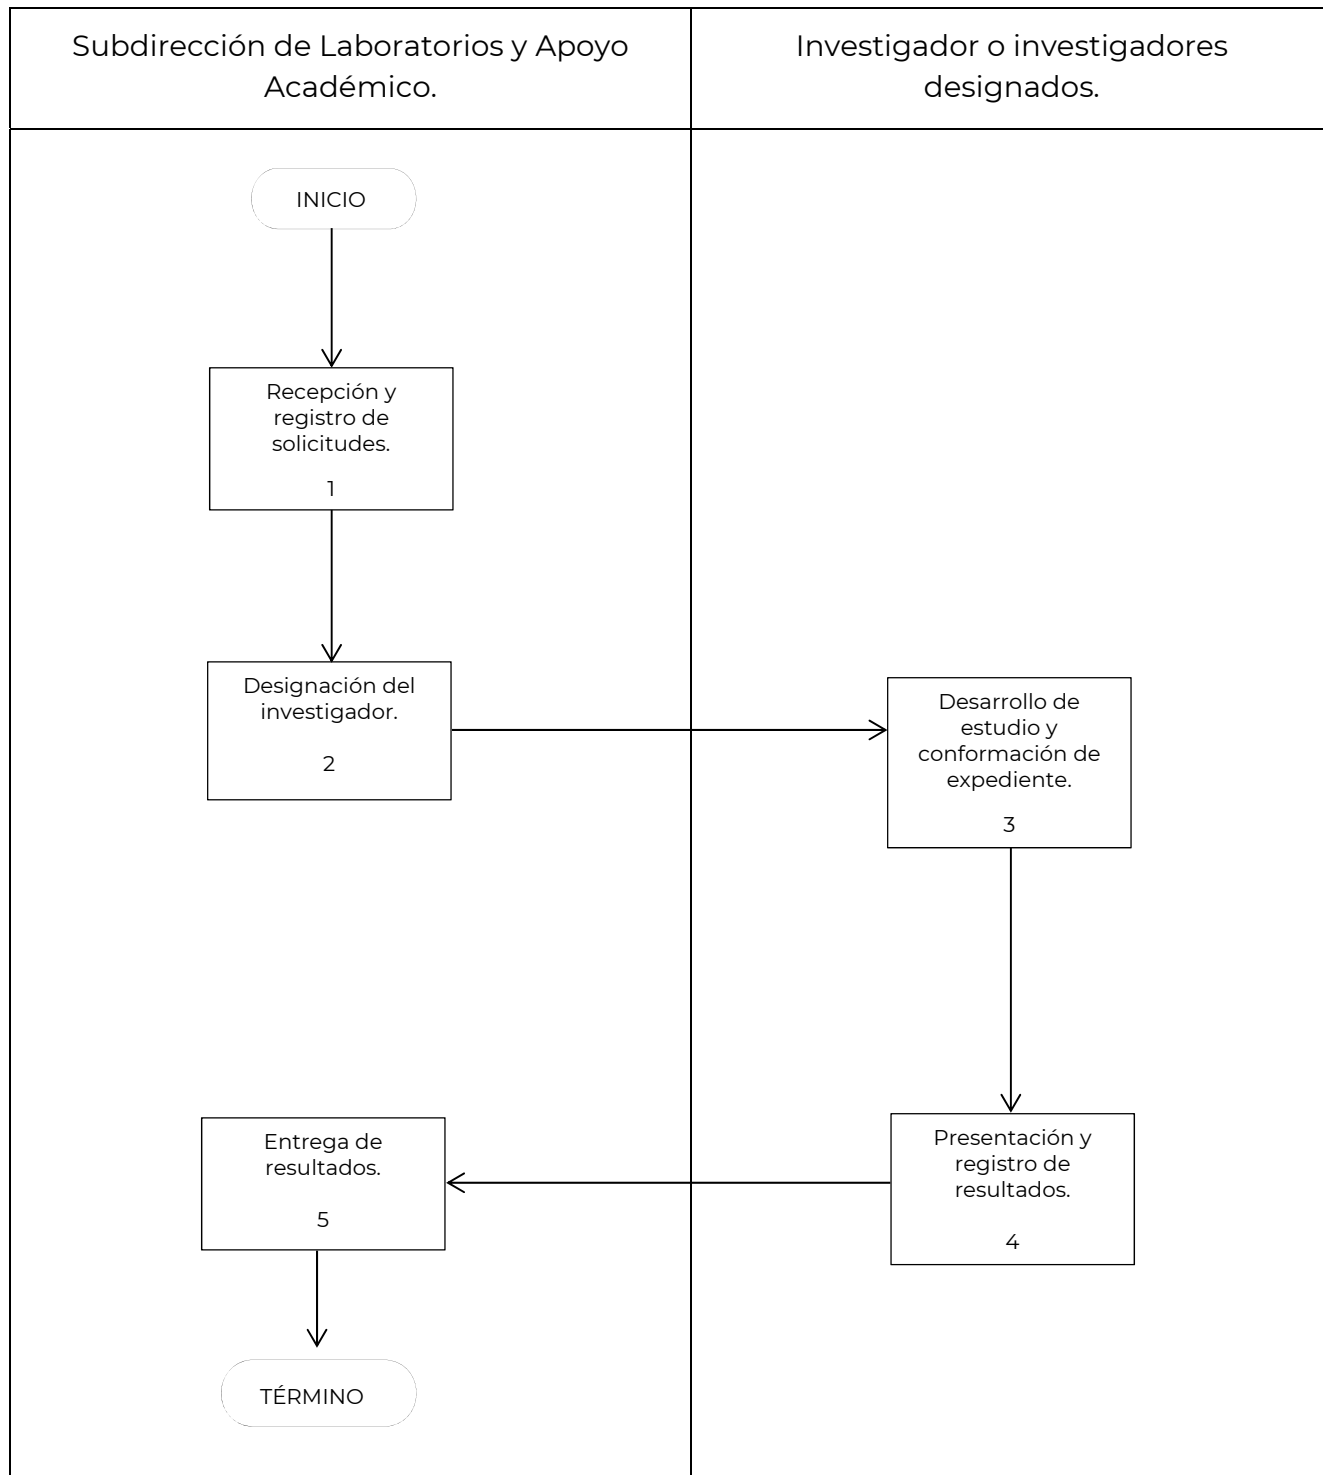 Subdirección de Laboratorios y Apoyo
Académico.
Investigador o investigadores
designados.
INICIO
Recepción y
registro de
solicitudes.
1
Designación del
investigador.
2
Desarrollo de
estudio y
conformación de
expediente.
3
Presentación y
registro de
resultados.
4
Entrega de
resultados.
5
TÉRMINO